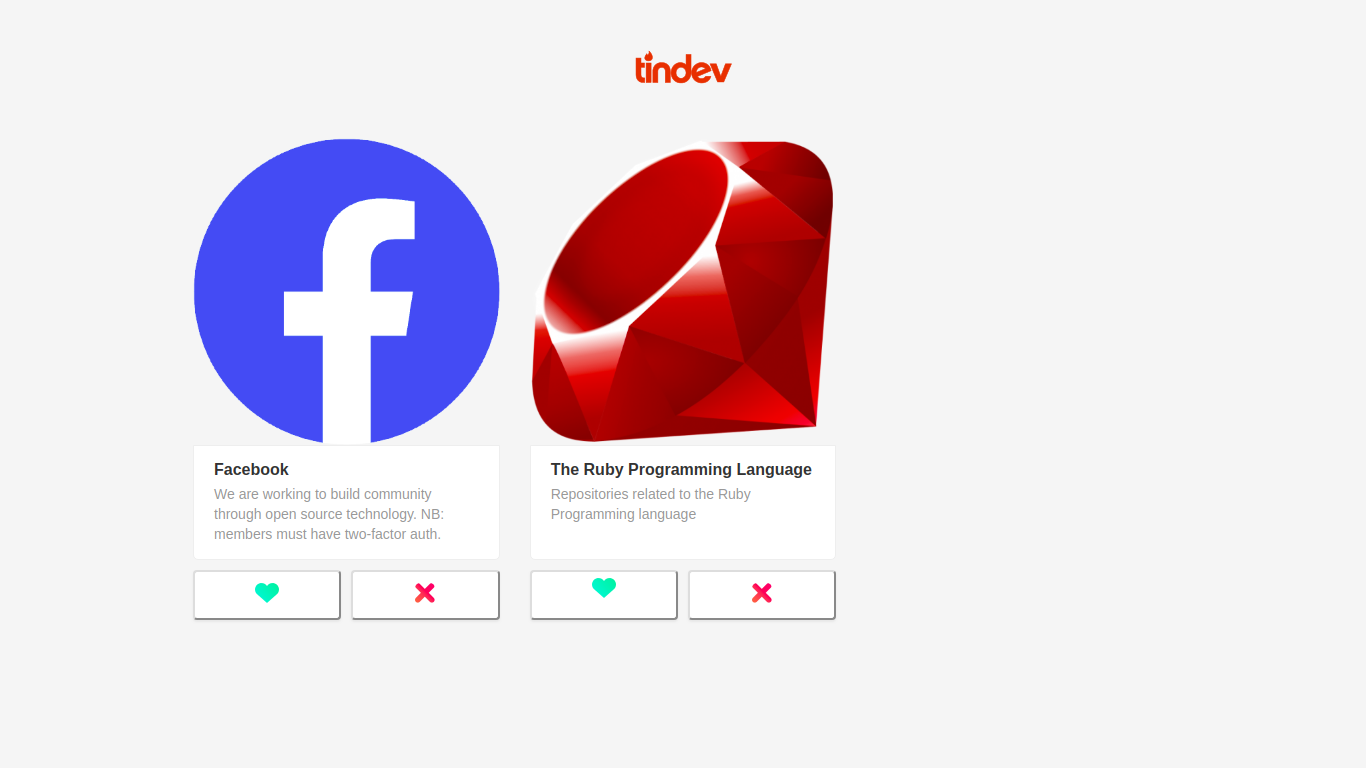 tindev
Facebook
We are working to build community
through open source technology. NB:
members must have two-factor auth.
The Ruby Programming Language
Repositories related to the Ruby
Programming language